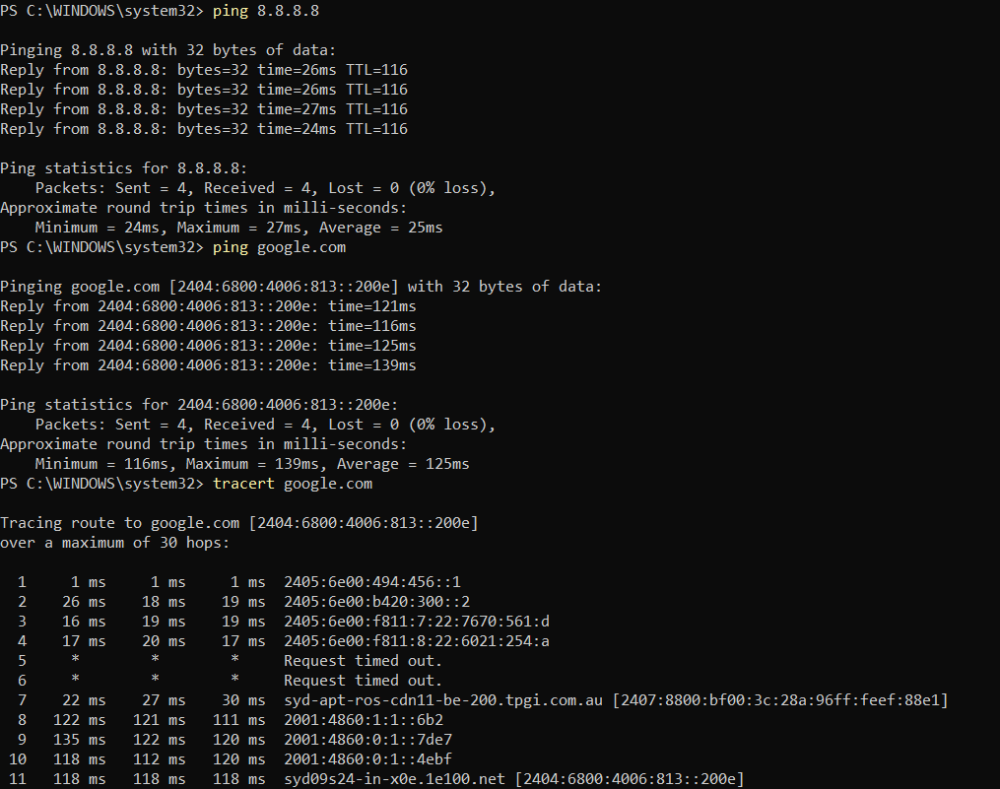 PS C:\WINDOWS\system32> ping 8.8.8.8
Pinging 8.8.8.8 with 32 bytes of data:
Reply from 8.8.8.8: bytes=32 time=26ms TTL=116
Reply from 8.8.8.8: bytes=32 time=26ms TTL=116
Reply from 8.8.8.8: bytes=32 time=27ms TTL=116
Reply from 8.8.8.8: bytes=32 time=24ms TTL=116
Ping statistics for 8.8.8.8:
    Packets: Sent = 4, Received = 4, Lost = 0 (0% loss),
Approximate round trip times in milli-seconds:
    Minimum = 24ms, Maximum = 27ms, Average = 25ms
PS C:\WINDOWS\system32> ping google.com
Pinging google.com [2404:6800:4006:813::200e] with 32 bytes of data:
Reply from 2404:6800:4006:813::200e: time=121ms
Reply from 2404:6800:4006:813::200e: time=116ms
Reply from 2404:6800:4006:813::200e: time=125ms
Reply from 2404:6800:4006:813::200e: time=139ms
Ping statistics for 2404:6800:4006:813::200e:
    Packets: Sent = 4, Received = 4, Lost = 0 (0% loss),
Approximate round trip times in milli-seconds:
    Minimum = 116ms, Maximum = 139ms, Average = 125ms
PS C:\WINDOWS\system32> tracert google.com
Tracing route to google.com [2404:6800:4006:813::200e]
over a maximum of 30 hops:
  1     1 ms     1 ms     1 ms  2405:6e00:494:456::1
  2    26 ms    18 ms    19 ms  2405:6e00:b420:300::2
  3    16 ms    19 ms    19 ms  2405:6e00:f811:7:22:7670:561:d
  4    17 ms    20 ms    17 ms  2405:6e00:f811:8:22:6021:254:a
  5     *        *        *     Request timed out.
  6     *        *        *     Request timed out.
  7    22 ms    27 ms    30 ms  syd-apt-ros-cdn11-be-200.tpgi.com.au [2407:8800:bf00:3c:28a:96ff:feef:88e1]
  8   122 ms   121 ms   111 ms  2001:4860:1:1::6b2
  9   135 ms   122 ms   120 ms  2001:4860:0:1::7de7
 10   118 ms   112 ms   120 ms  2001:4860:0:1::4ebf
 11   118 ms   118 ms   118 ms  syd09s24-in-x0e.1e100.net [2404:6800:4006:813::200e]